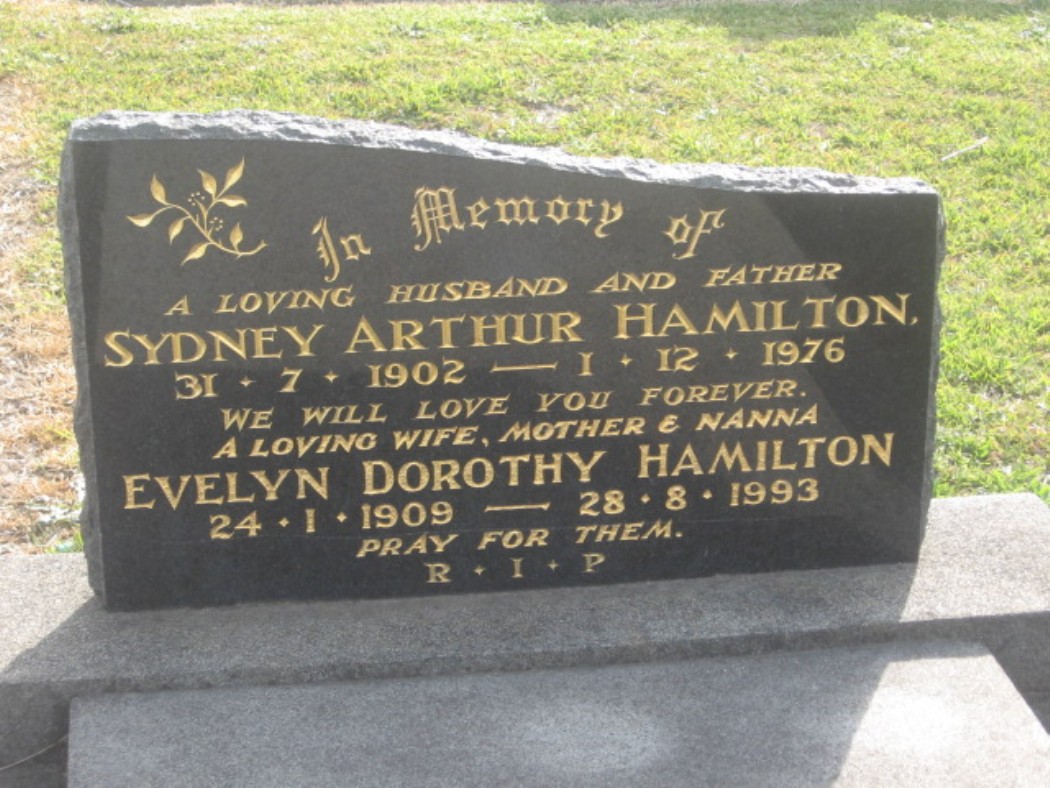 In Memory of
A LOVING HUSBAND AND FATHER
SYDNEY ARTHUR HAMILTON.
31 · 7 · 1902 — 1 · 12 · 1976
WE WILL LOVE YOU FOREVER.
A LOVING WIFE, MOTHER & NANNA
EVELYN DOROTHY HAMILTON
24 · 1 · 1909 — 28 · 8 · 1993
PRAY FOR THEM.
R · I · P